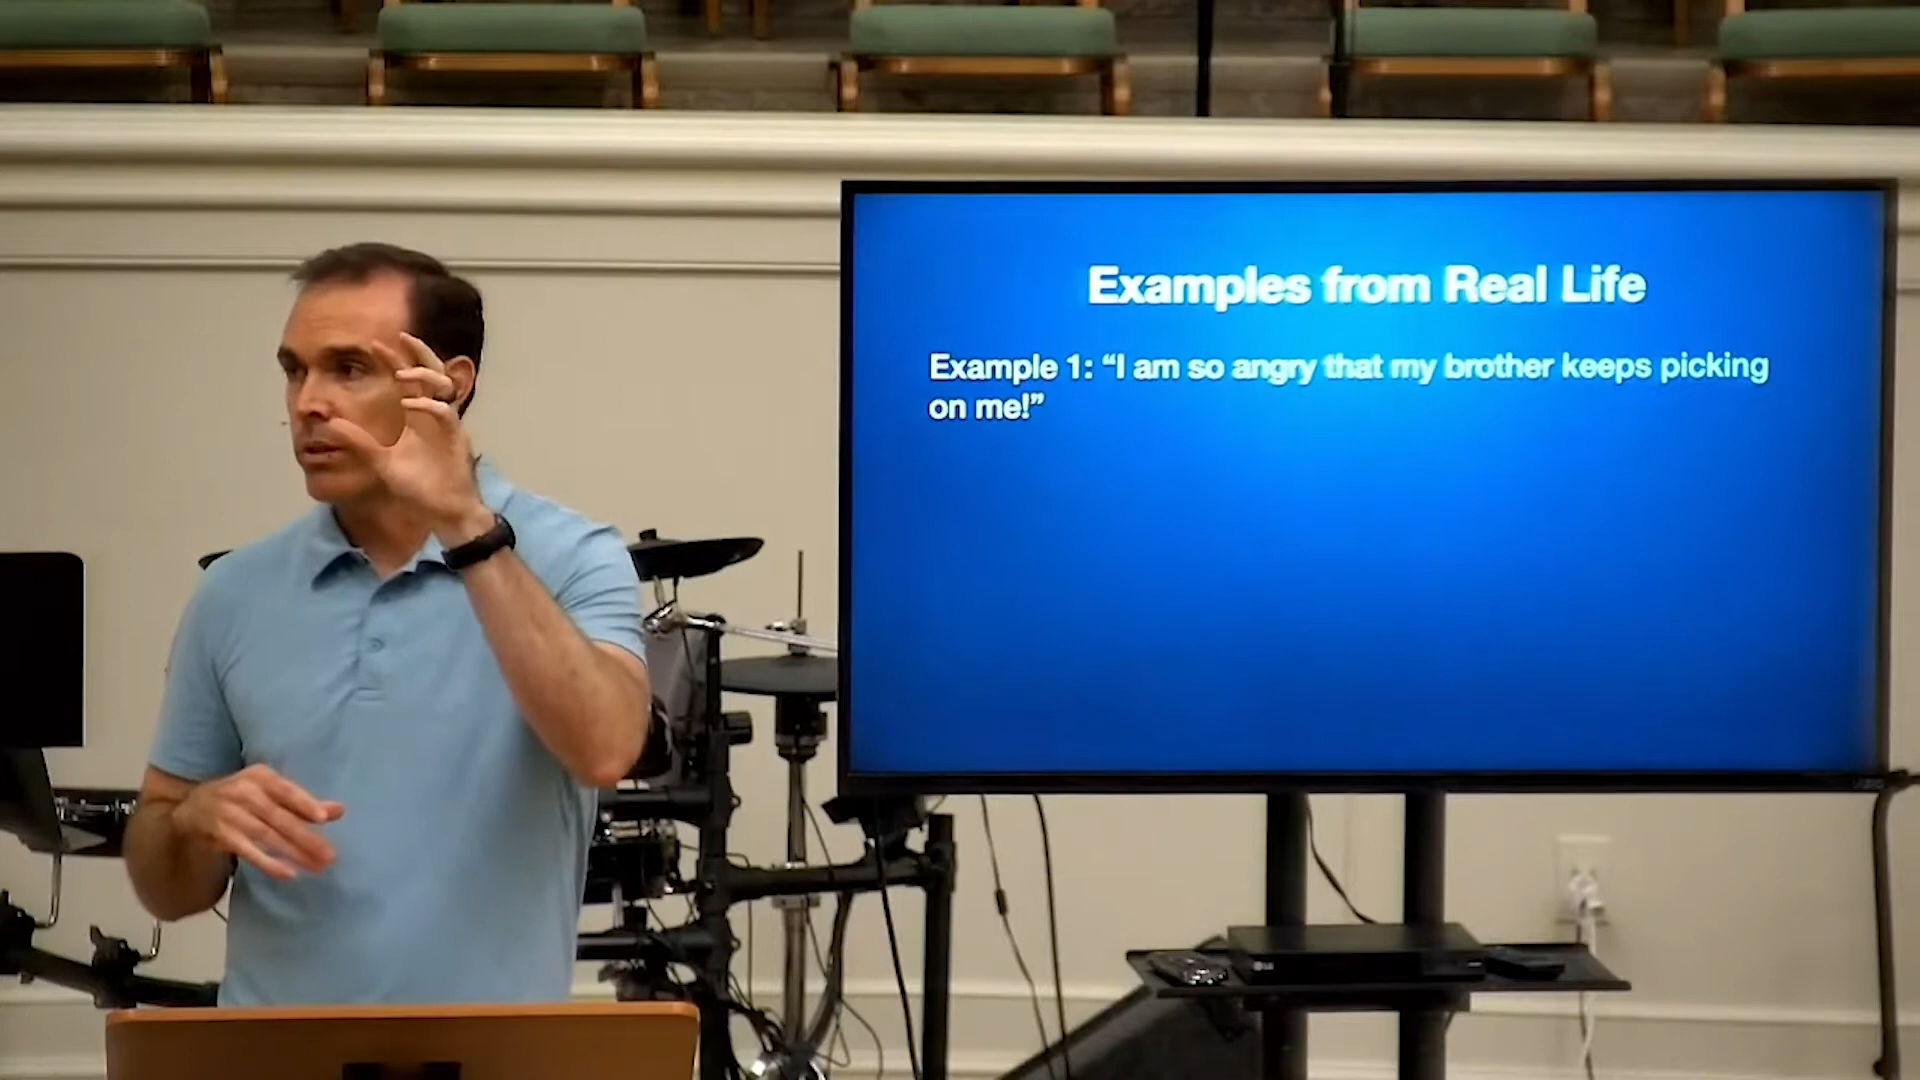 Examples from Real Life
Example 1: “I am so angry that my brother keeps picking
on me!”